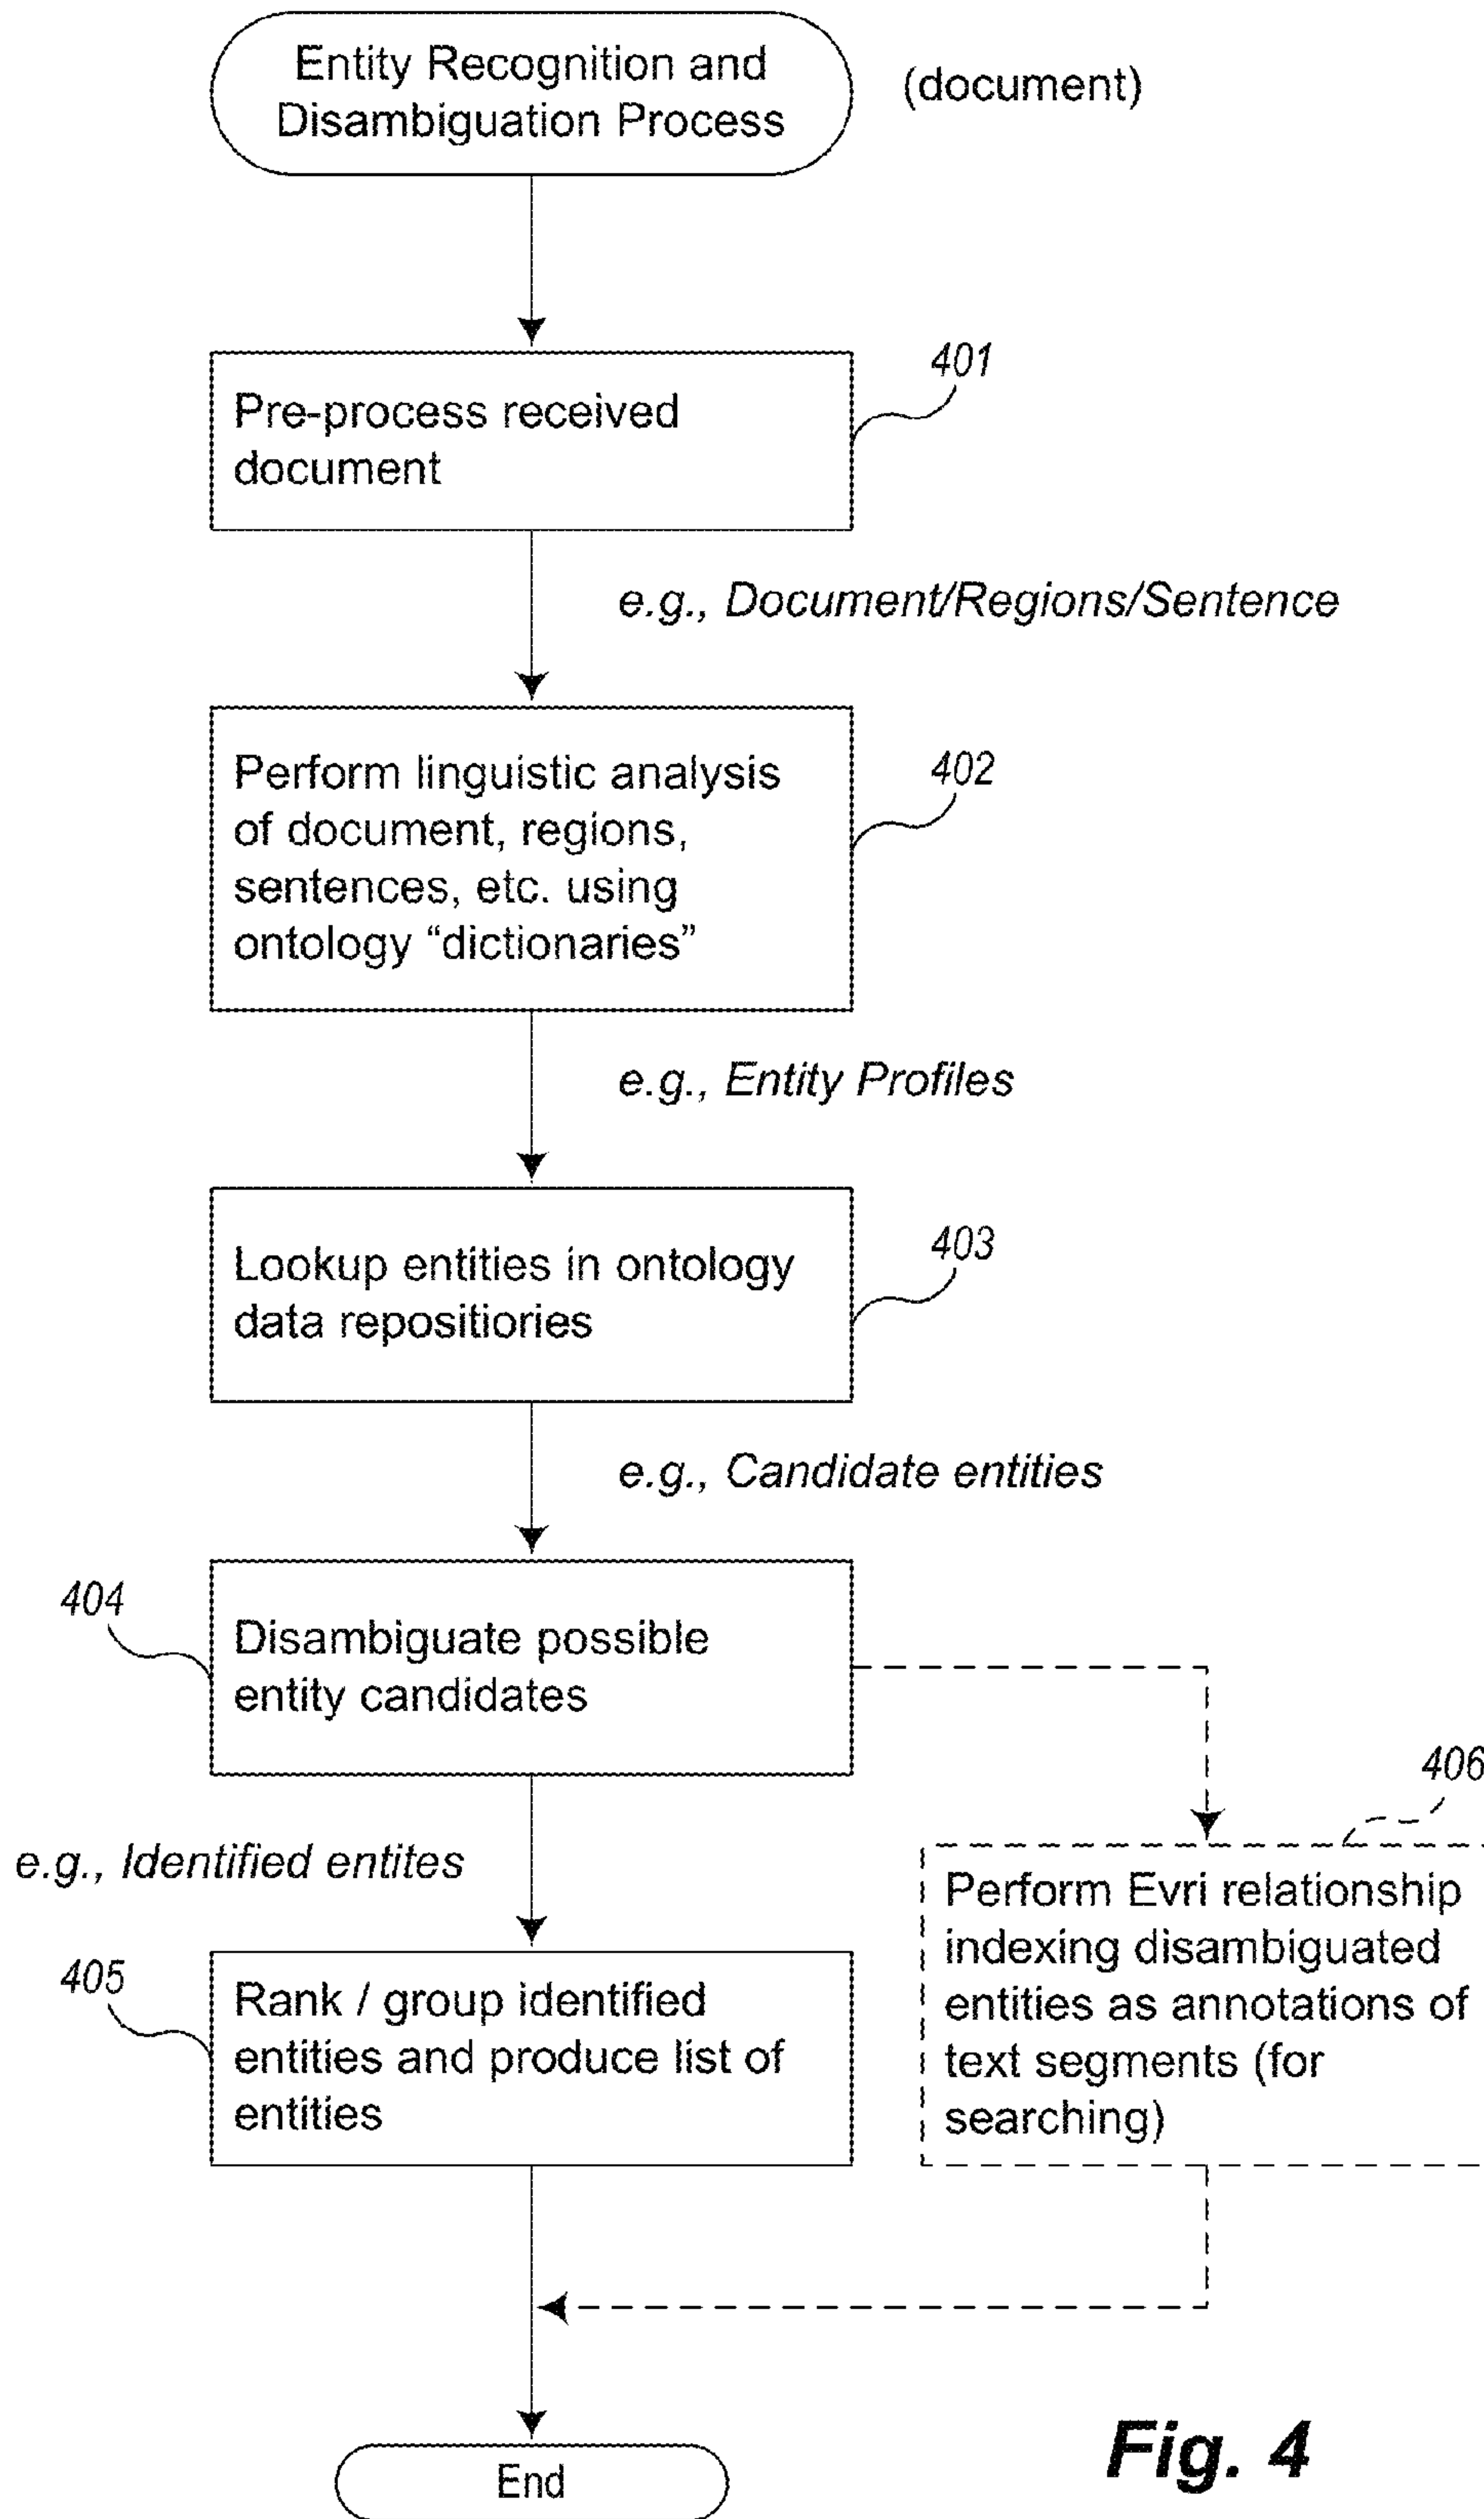 Entity Recognition and
Disambiguation Process
(document)
401
Pre-process received
document
e.g., Document/Regions/Sentence
402
Perform linguistic analysis
of document, regions,
sentences, etc. using
ontology “dictionaries”
e.g., Entity Profiles
403
Lookup entities in ontology
data repositiories
e.g., Candidate entities
404
Disambiguate possible
entity candidates
406
e.g., Identified entites
Perform Evri relationship
indexing disambiguated
entities as annotations of
text segments (for
searching)
405
Rank / group identified
entities and produce list of
entities
End
Fig. 4